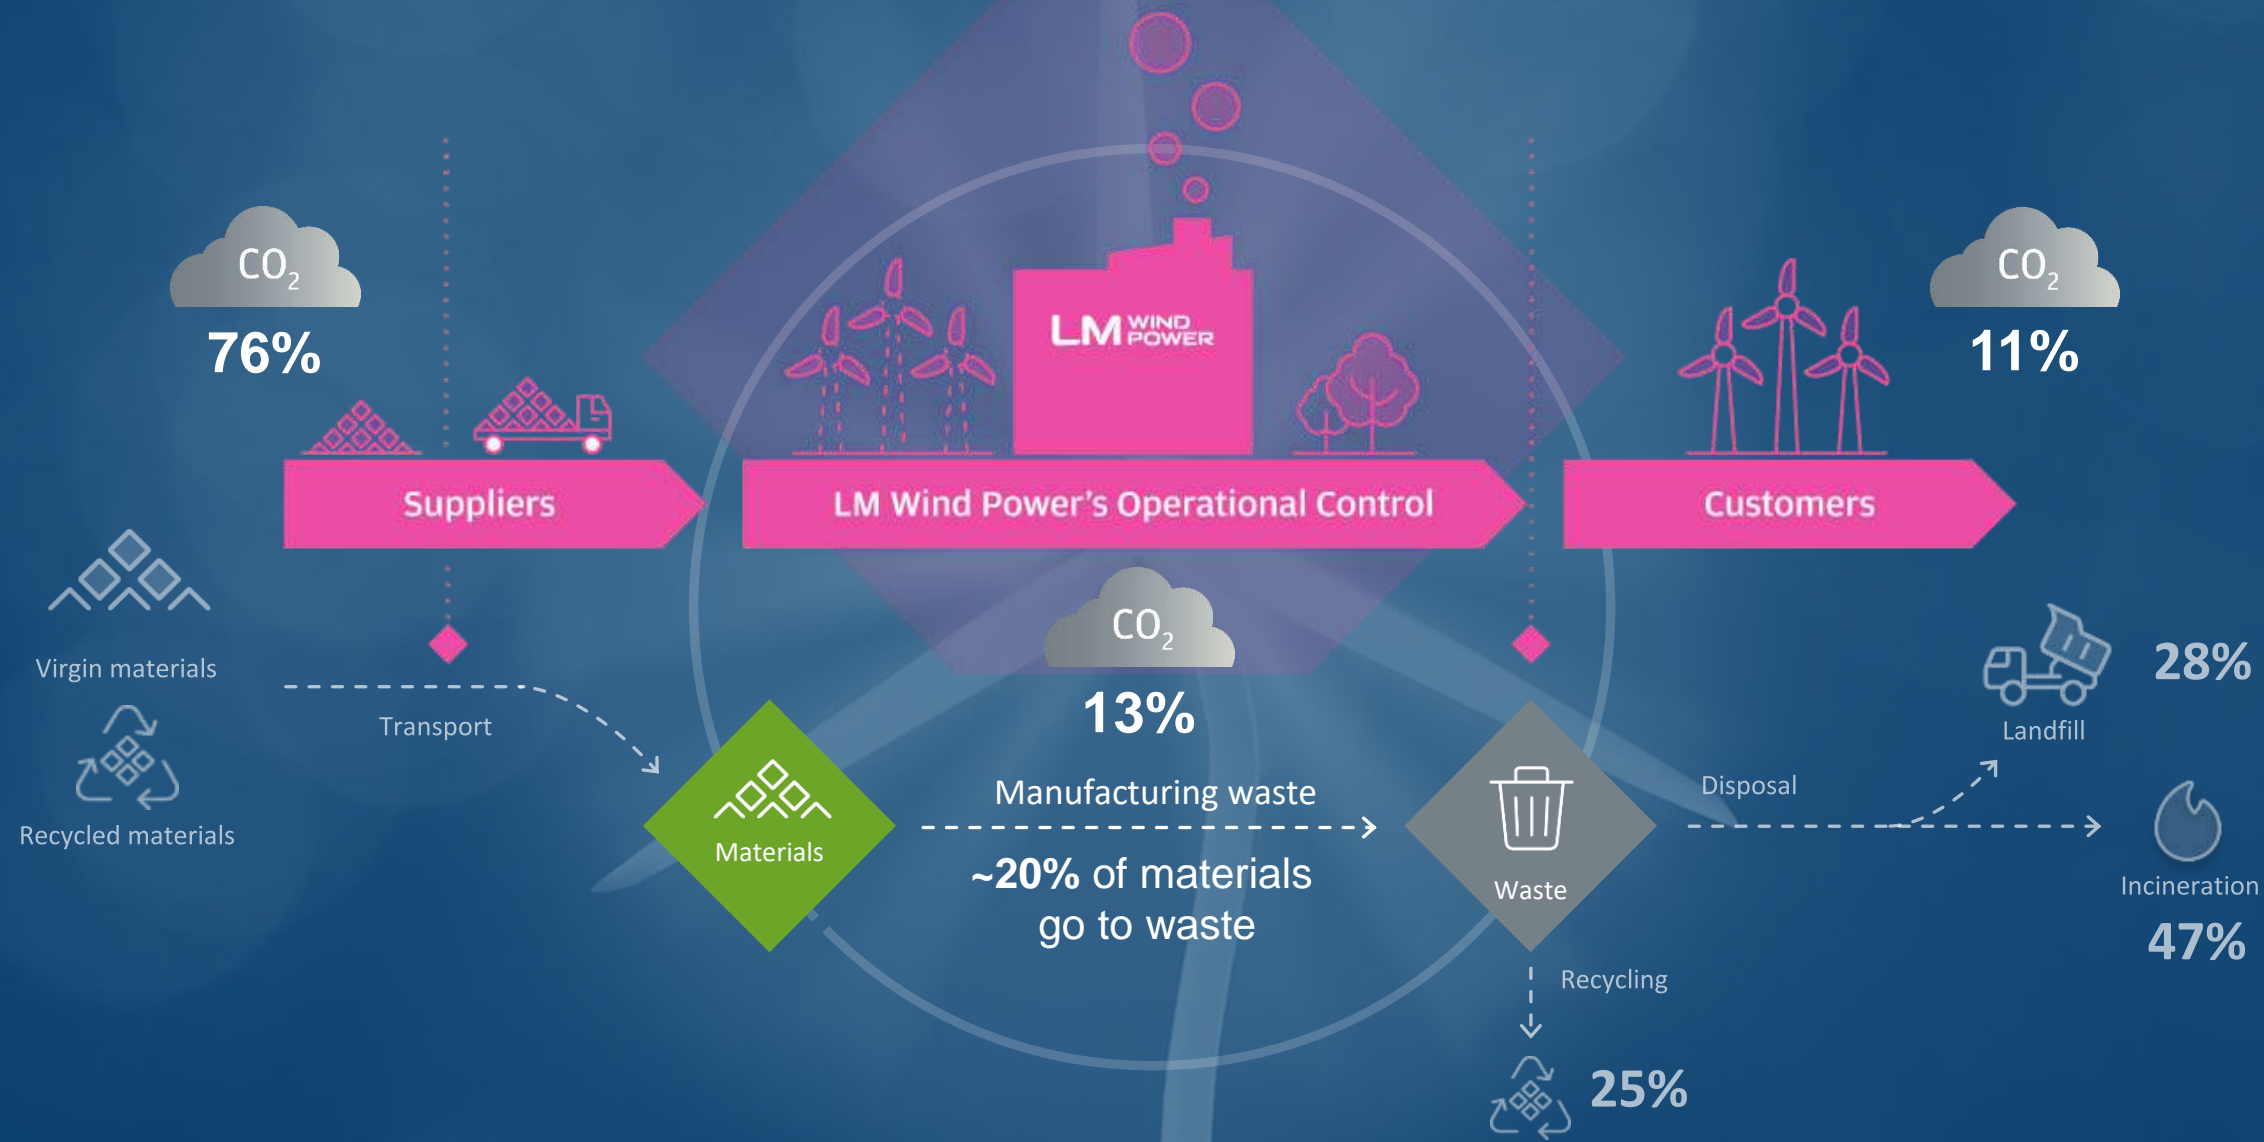 CO₂
76%
CO₂
11%
LM WIND POWER
Suppliers
LM Wind Power's Operational Control
Customers
Virgin materials
Recycled materials
Transport
CO₂
13%
Materials
Manufacturing waste
~20% of materials
go to waste
Waste
Disposal
Landfill
28%
Incineration
47%
Recycling
25%